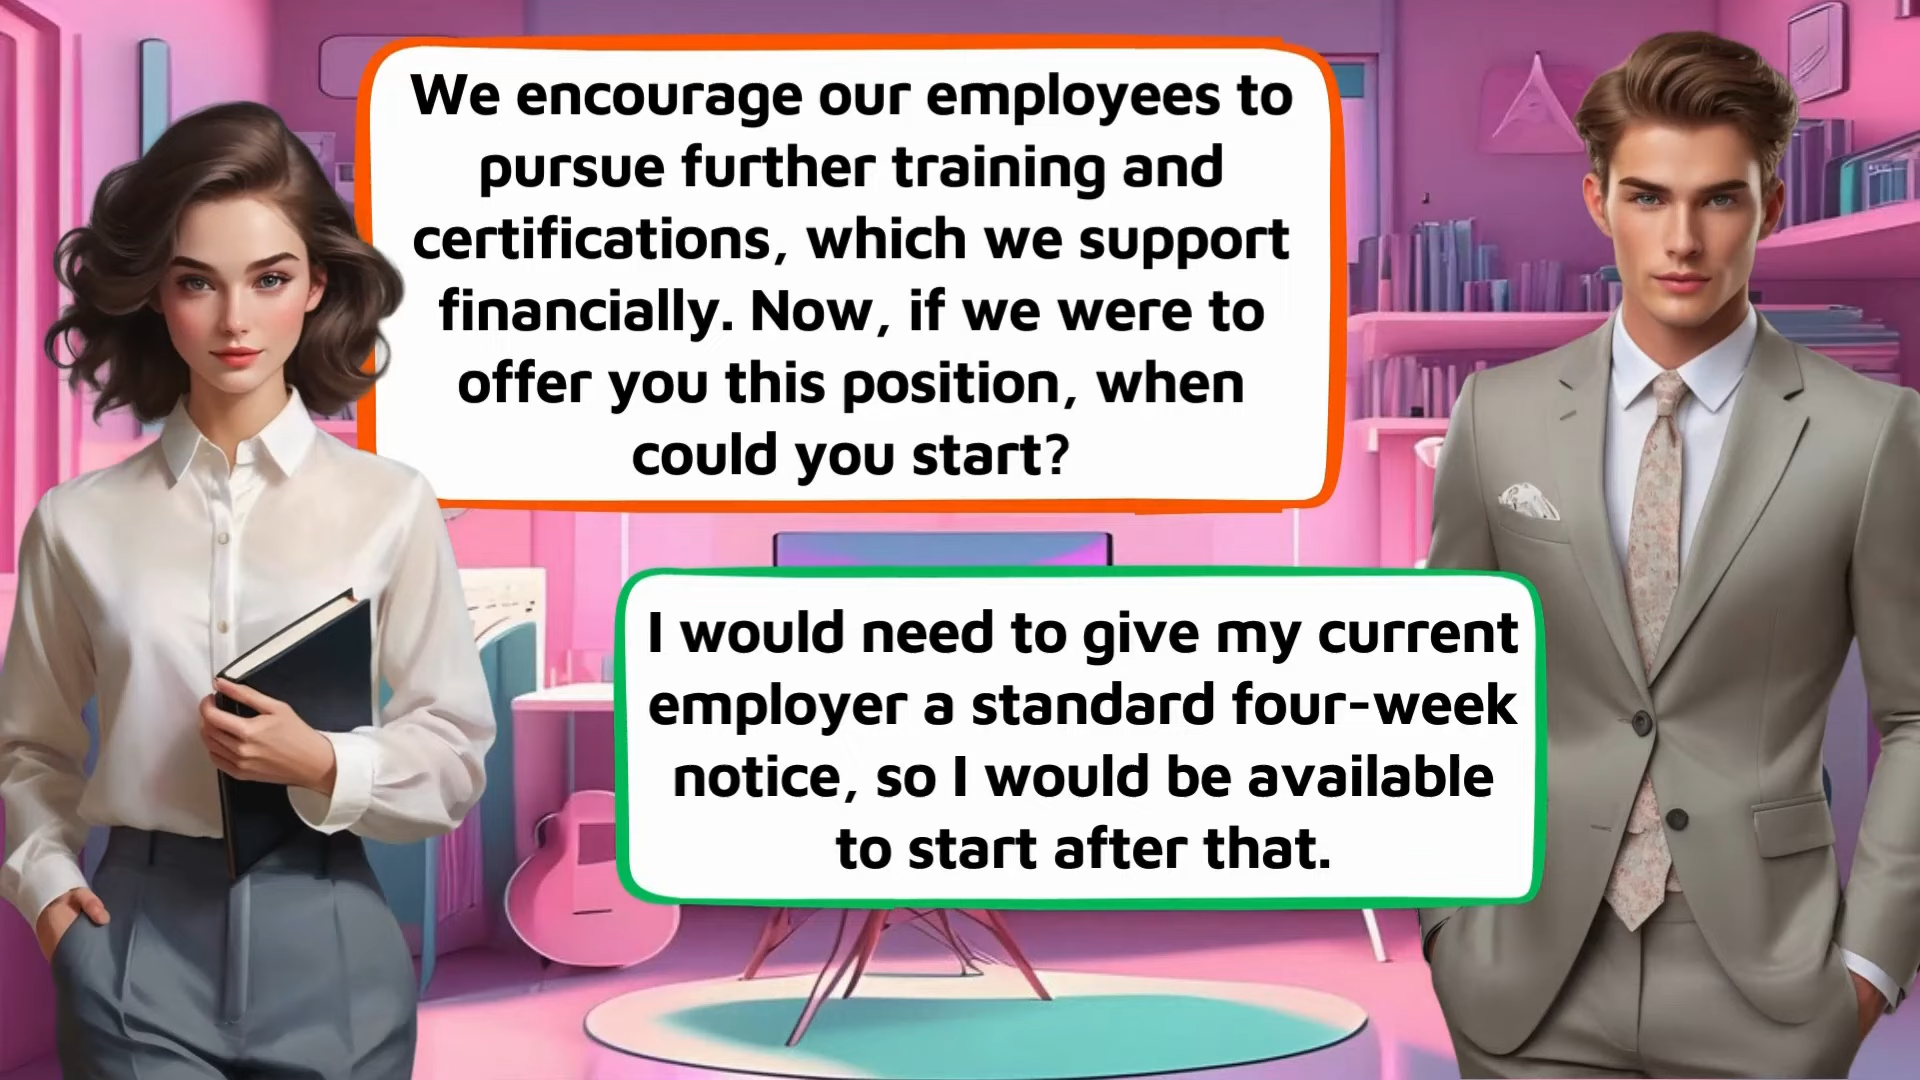 We encourage our employees to
pursue further training and
certifications, which we support
financially. Now, if we were to
offer you this position, when
could you start?
I would need to give my current
employer a standard four-week
notice, so I would be available
to start after that.